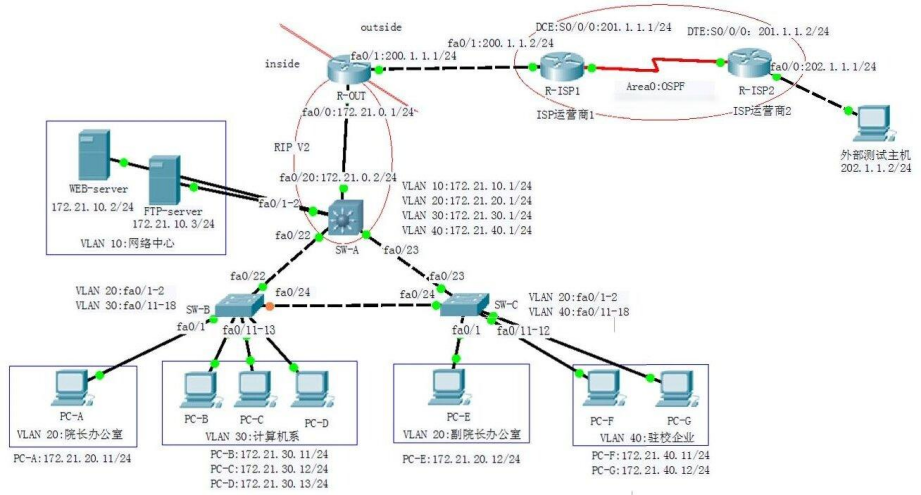 outside
inside
DCE:S0/0/0:201.1.1.1/24
DTE:S0/0/0: 201.1.1.2/24
fa0/1:200.1.1.2/24
fa0/1:200.1.1.1/24
fa0/0:202.1.1.1/24
R-OUT
R-ISP1
R-ISP2
Area0:OSPF
ISP运营商1
ISP运营商2
fa0/0:172.21.0.1/24
外部测试主机
202.1.1.2/24
RIP V2
WEB-server
172.21.10.2/24
FTP-server
172.21.10.3/24
VLAN 10:网络中心
fa0/20:172.21.0.2/24
fa0/1-2
VLAN 10:172.21.10.1/24
VLAN 20:172.21.20.1/24
VLAN 30:172.21.30.1/24
VLAN 40:172.21.40.1/24
SW-A
fa0/22
fa0/23
fa0/22
fa0/23
fa0/24
fa0/24
VLAN 20:fa0/1-2
VLAN 30:fa0/11-18
SW-B
SW-C
VLAN 20:fa0/1-2
VLAN 40:fa0/11-18
fa0/1
fa0/11-13
fa0/1
fa0/11-12
PC-A
VLAN 20:院长办公室
PC-A:172.21.20.11/24
PC-B
PC-C
PC-D
VLAN 30:计算机系
PC-B:172.21.30.11/24
PC-C:172.21.30.12/24
PC-D:172.21.30.13/24
PC-E
VLAN 20:副院长办公室
PC-E:172.21.20.12/24
PC-F
PC-G
VLAN 40:驻校企业
PC-F:172.21.40.11/24
PC-G:172.21.40.12/24